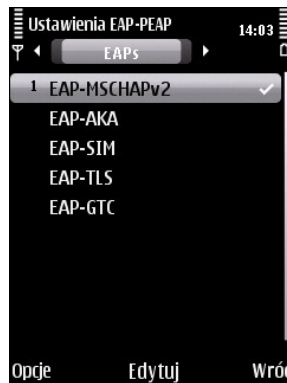 Ustawienia EAP-PEAP 14:03
EAPs
1 EAP-MSCHAPv2
EAP-AKA
EAP-SIM
EAP-TLS
EAP-GTC
Opcje Edytuj Wróć